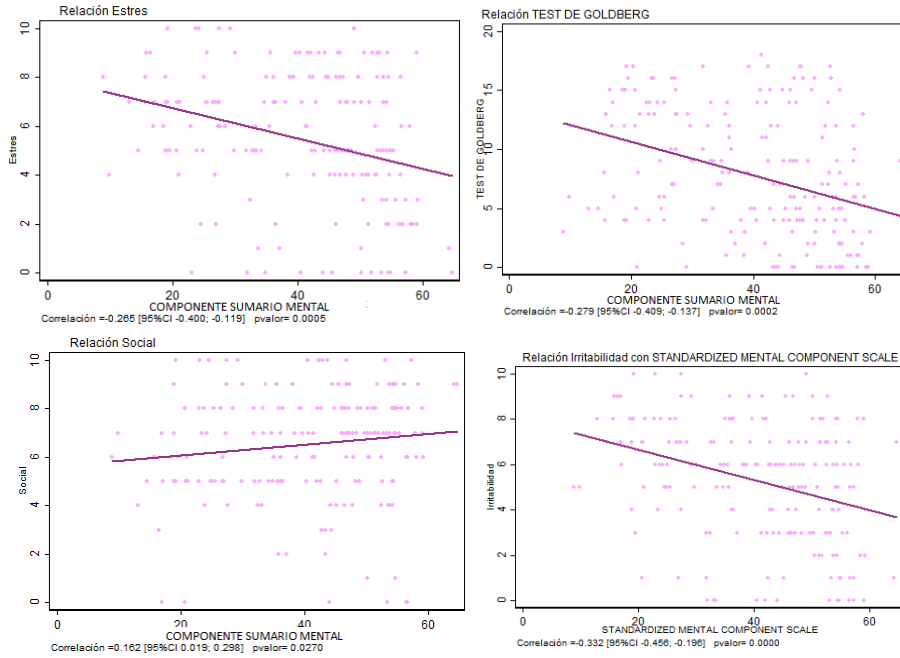 Relación Estres
10
8
6
4
2
0
Estres
0
20
40
60
COMPONENTE SUMARIO MENTAL
Correlación =-0.265 [95%CI -0.400; -0.119] pvalor= 0.0005
Relación TEST DE GOLDBERG
20
15
10
5
0
TEST DE GOLDBERG
0
20
40
60
COMPONENTE SUMARIO MENTAL
Correlación =-0.279 [95%CI -0.409; -0.137] pvalor= 0.0002
Relación Social
10
8
6
4
2
0
Social
0
20
40
60
COMPONENTE SUMARIO MENTAL
Correlación =0.162 [95%CI 0.019; 0.298] pvalor= 0.0270
Relación Irritabilidad con STANDARDIZED MENTAL COMPONENT SCALE
10
8
6
4
2
0
Irritabilidad
0
20
40
60
STANDARDIZED MENTAL COMPONENT SCALE
Correlación =-0.332 [95%CI -0.456; -0.196] pvalor= 0.0000